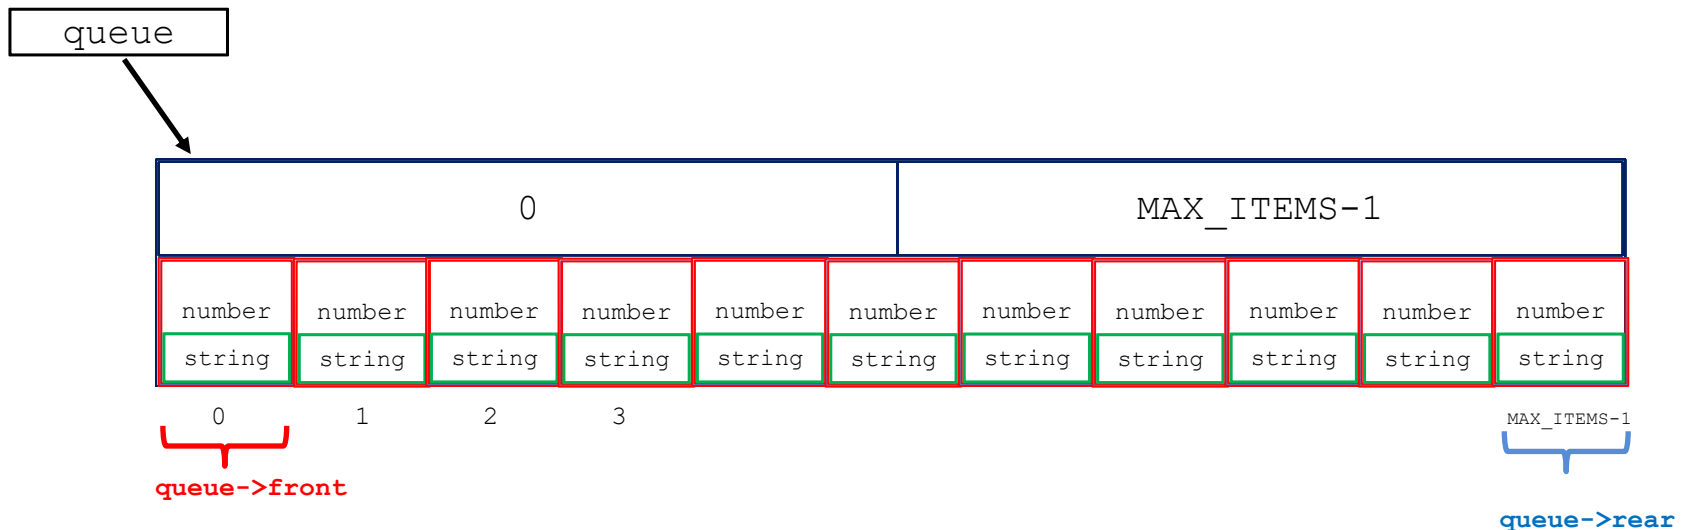 queue
0 MAX_ITEMS-1
number number number number number number number number number number number
string string string string string string string string string string string
0 1 2 3 MAX_ITEMS-1
queue->front
queue->rear